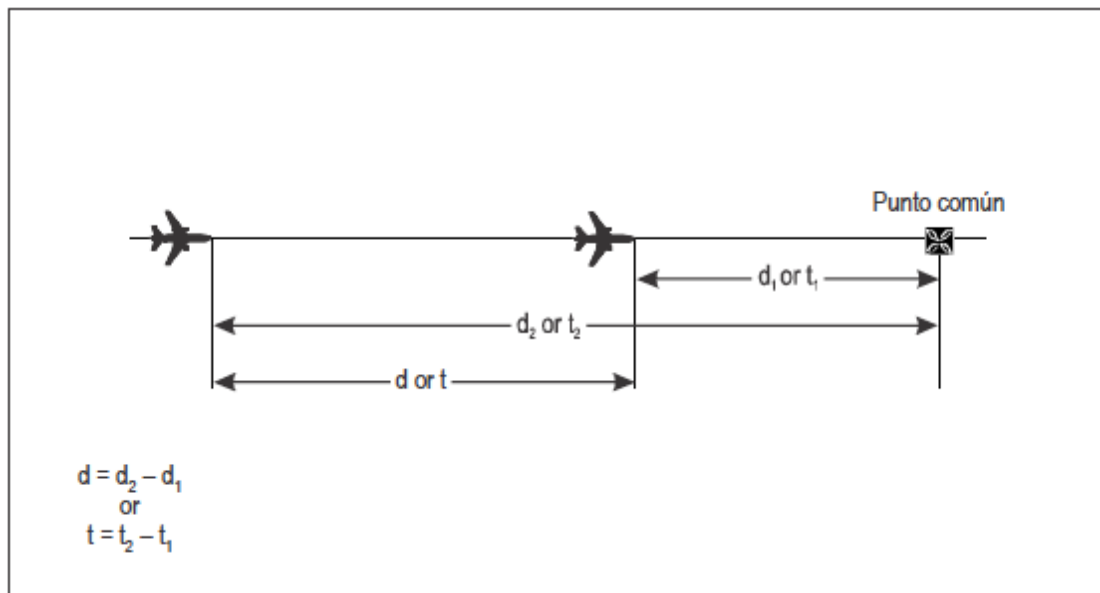 Punto común
d₁ or t₁
d₂ or t₂
d or t
d = d₂ – d₁
or
t = t₂ – t₁